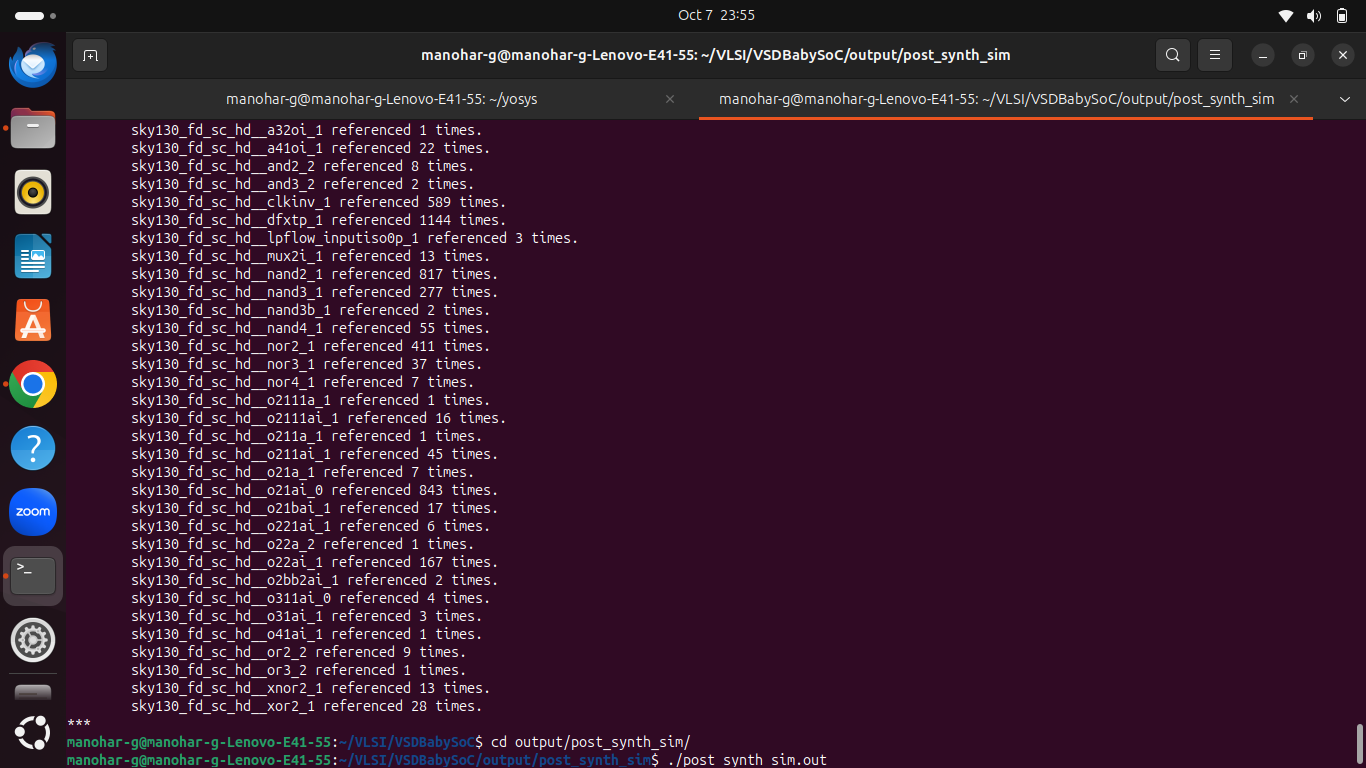 Oct 7 23:55
manohar-g@manohar-g-Lenovo-E41-55: ~/VLSI/VSDBabySoC/output/post_synth_sim
manohar-g@manohar-g-Lenovo-E41-55: ~/yosys
manohar-g@manohar-g-Lenovo-E41-55: ~/VLSI/VSDBabySoC/output/post_synth_sim
sky130_fd_sc_hd__a32oi_1 referenced 1 times.
sky130_fd_sc_hd__a41oi_1 referenced 22 times.
sky130_fd_sc_hd__and2_2 referenced 8 times.
sky130_fd_sc_hd__and3_2 referenced 2 times.
sky130_fd_sc_hd__clkinv_1 referenced 589 times.
sky130_fd_sc_hd__dfxtp_1 referenced 1144 times.
sky130_fd_sc_hd__lpflow_inputiso0p_1 referenced 3 times.
sky130_fd_sc_hd__mux2i_1 referenced 13 times.
sky130_fd_sc_hd__nand2_1 referenced 817 times.
sky130_fd_sc_hd__nand3_1 referenced 277 times.
sky130_fd_sc_hd__nand3b_1 referenced 2 times.
sky130_fd_sc_hd__nand4_1 referenced 55 times.
sky130_fd_sc_hd__nor2_1 referenced 411 times.
sky130_fd_sc_hd__nor3_1 referenced 37 times.
sky130_fd_sc_hd__nor4_1 referenced 7 times.
sky130_fd_sc_hd__o2111a_1 referenced 1 times.
sky130_fd_sc_hd__o2111ai_1 referenced 16 times.
sky130_fd_sc_hd__o211a_1 referenced 1 times.
sky130_fd_sc_hd__o211ai_1 referenced 45 times.
sky130_fd_sc_hd__o21a_1 referenced 7 times.
sky130_fd_sc_hd__o21ai_0 referenced 843 times.
sky130_fd_sc_hd__o21bai_1 referenced 17 times.
sky130_fd_sc_hd__o221ai_1 referenced 6 times.
sky130_fd_sc_hd__o22a_2 referenced 1 times.
sky130_fd_sc_hd__o22ai_1 referenced 167 times.
sky130_fd_sc_hd__o2bb2ai_1 referenced 2 times.
sky130_fd_sc_hd__o311ai_0 referenced 4 times.
sky130_fd_sc_hd__o31ai_1 referenced 3 times.
sky130_fd_sc_hd__o41ai_1 referenced 1 times.
sky130_fd_sc_hd__or2_2 referenced 9 times.
sky130_fd_sc_hd__or3_2 referenced 1 times.
sky130_fd_sc_hd__xnor2_1 referenced 13 times.
sky130_fd_sc_hd__xor2_1 referenced 28 times.
***
manohar-g@manohar-g-Lenovo-E41-55:~/VLSI/VSDBabySoC$ cd output/post_synth_sim/
manohar-g@manohar-g-Lenovo-E41-55:~/VLSI/VSDBabySoC/output/post_synth_sim$ ./post_synth_sim.out
zoom